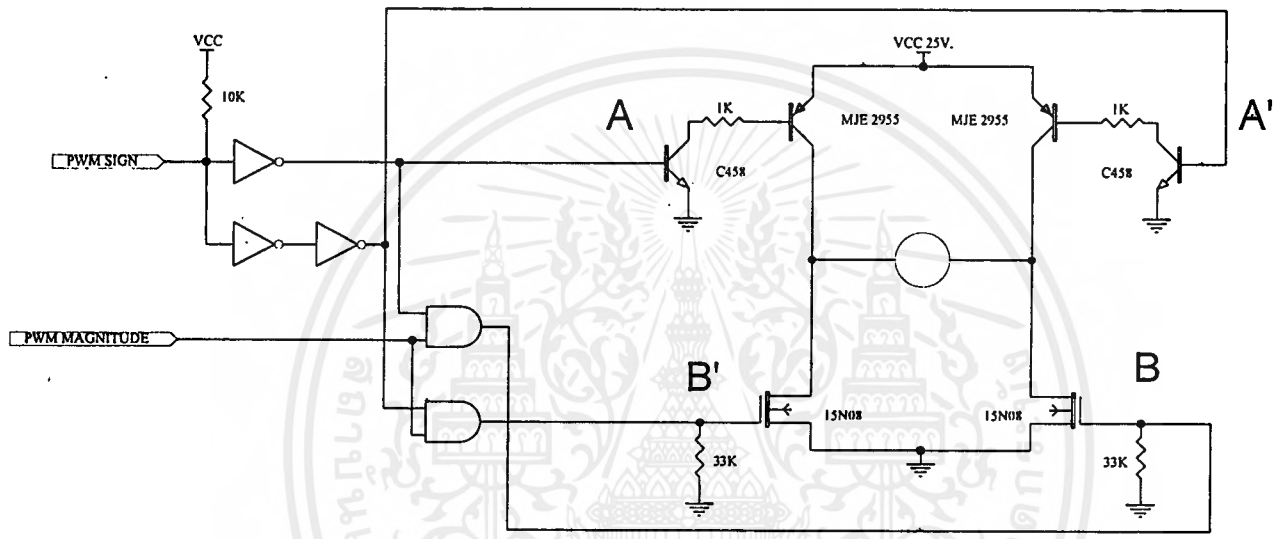 VCC
10K
PWM SIGN
PWM MAGNITUDE
A
1K
C458
MJE 2955
VCC 25V.
MJE 2955
1K
C458
A'
B'
33K
15N08
15N08
B
33K